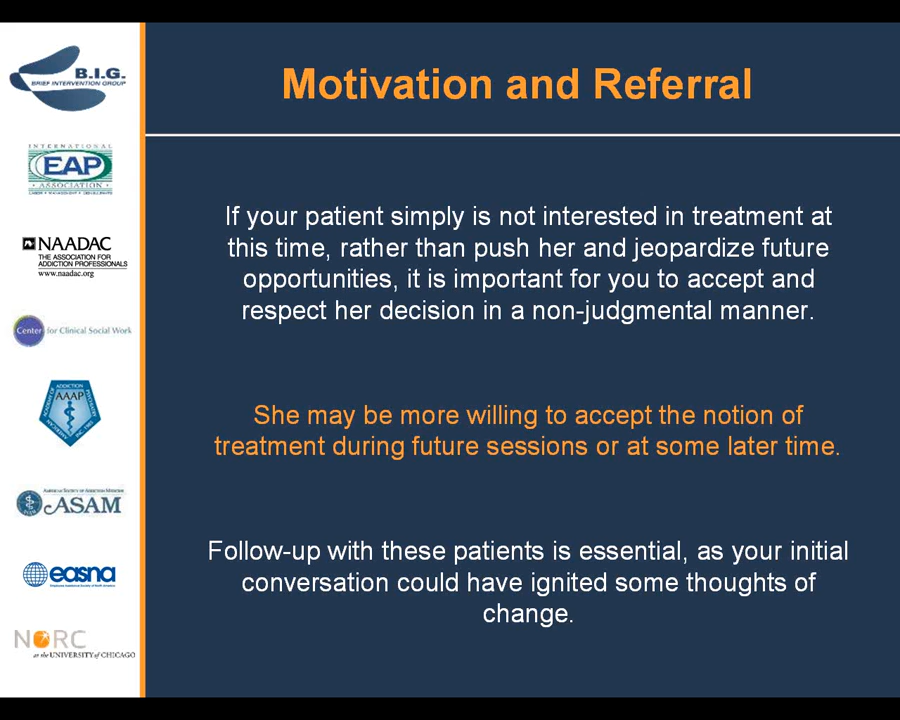 B.I.G.
BRIEF INTERVENTION GROUP
INTERNATIONAL
EAP
ASSOCIATION
NAADAC
THE ASSOCIATION FOR
ADDICTION PROFESSIONALS
www.naadac.org
Center for Clinical Social Work
AAAP
AMERICAN SOCIETY OF ADDICTION MEDICINE
ASAM
easna
NORC
at the UNIVERSITY of CHICAGO
Motivation and Referral
If your patient simply is not interested in treatment at
this time, rather than push her and jeopardize future
opportunities, it is important for you to accept and
respect her decision in a non-judgmental manner.
She may be more willing to accept the notion of
treatment during future sessions or at some later time.
Follow-up with these patients is essential, as your initial
conversation could have ignited some thoughts of
change.